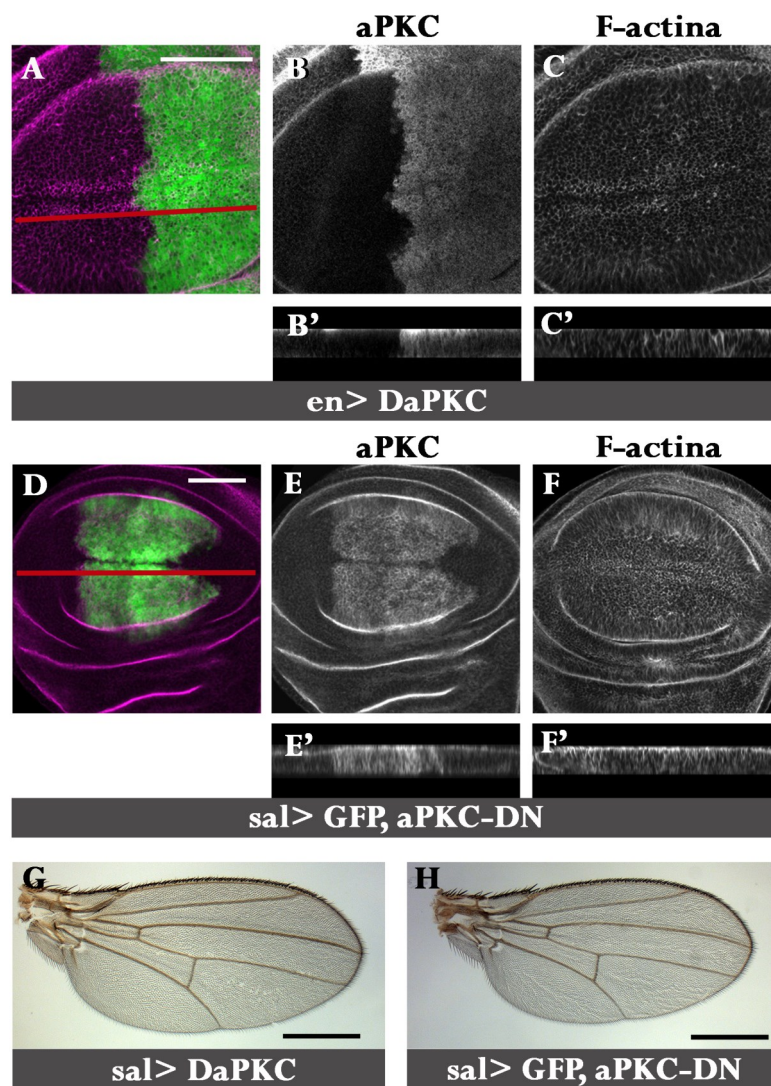 aPKC F-actina
A B C
B’ C’
en> DaPKC
aPKC F-actina
D E F
E’ F’
sal> GFP, aPKC-DN
G H
sal> DaPKC sal> GFP, aPKC-DN